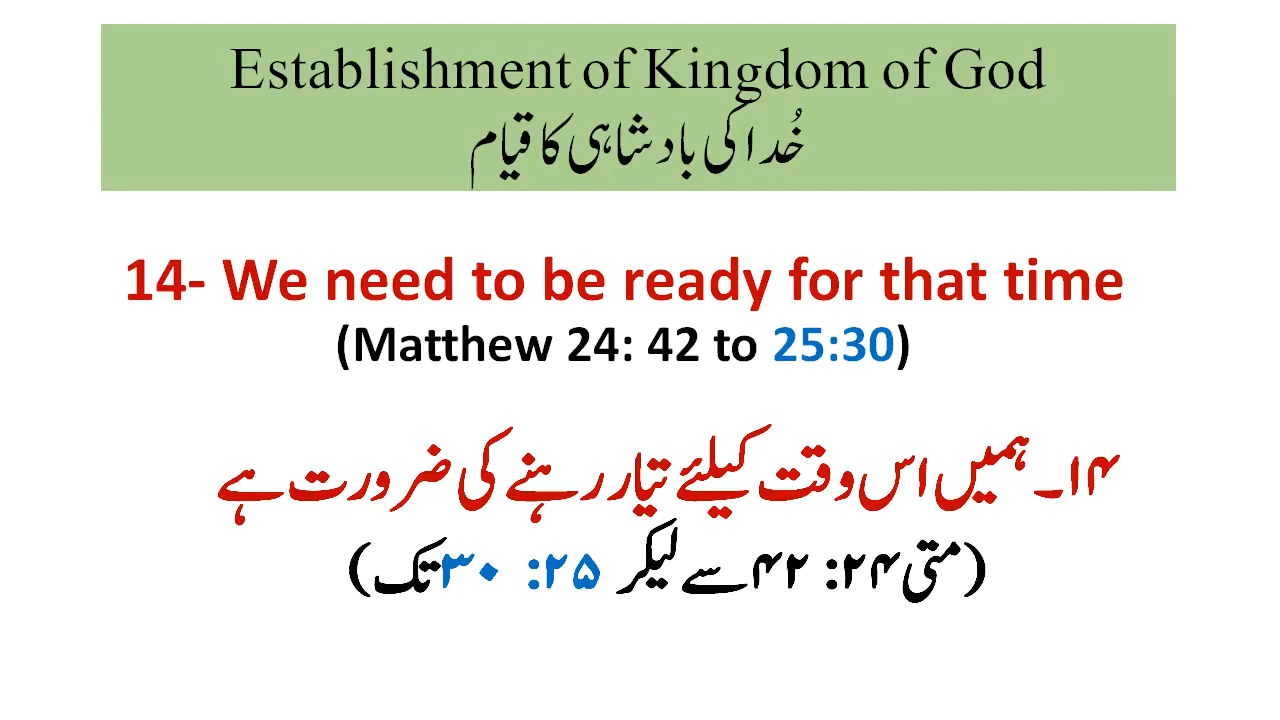 Establishment of Kingdom of God
خُدا کی بادشاہی کا قیام
14- We need to be ready for that time
(Matthew 24: 42 to 25:30)
۱۴۔ ہمیں اس وقت کیلئے تیار رہنے کی ضرورت ہے
(متی ۲۴: ۴۲ سے لیکر ۲۵: ۳۰ تک)